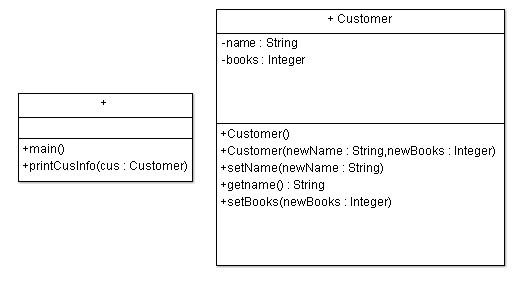 +
+main()
+printCusInfo(cus : Customer)
+ Customer
-name : String
-books : Integer
+Customer()
+Customer(newName : String,newBooks : Integer)
+setName(newName : String)
+getname() : String
+setBooks(newBooks : Integer)